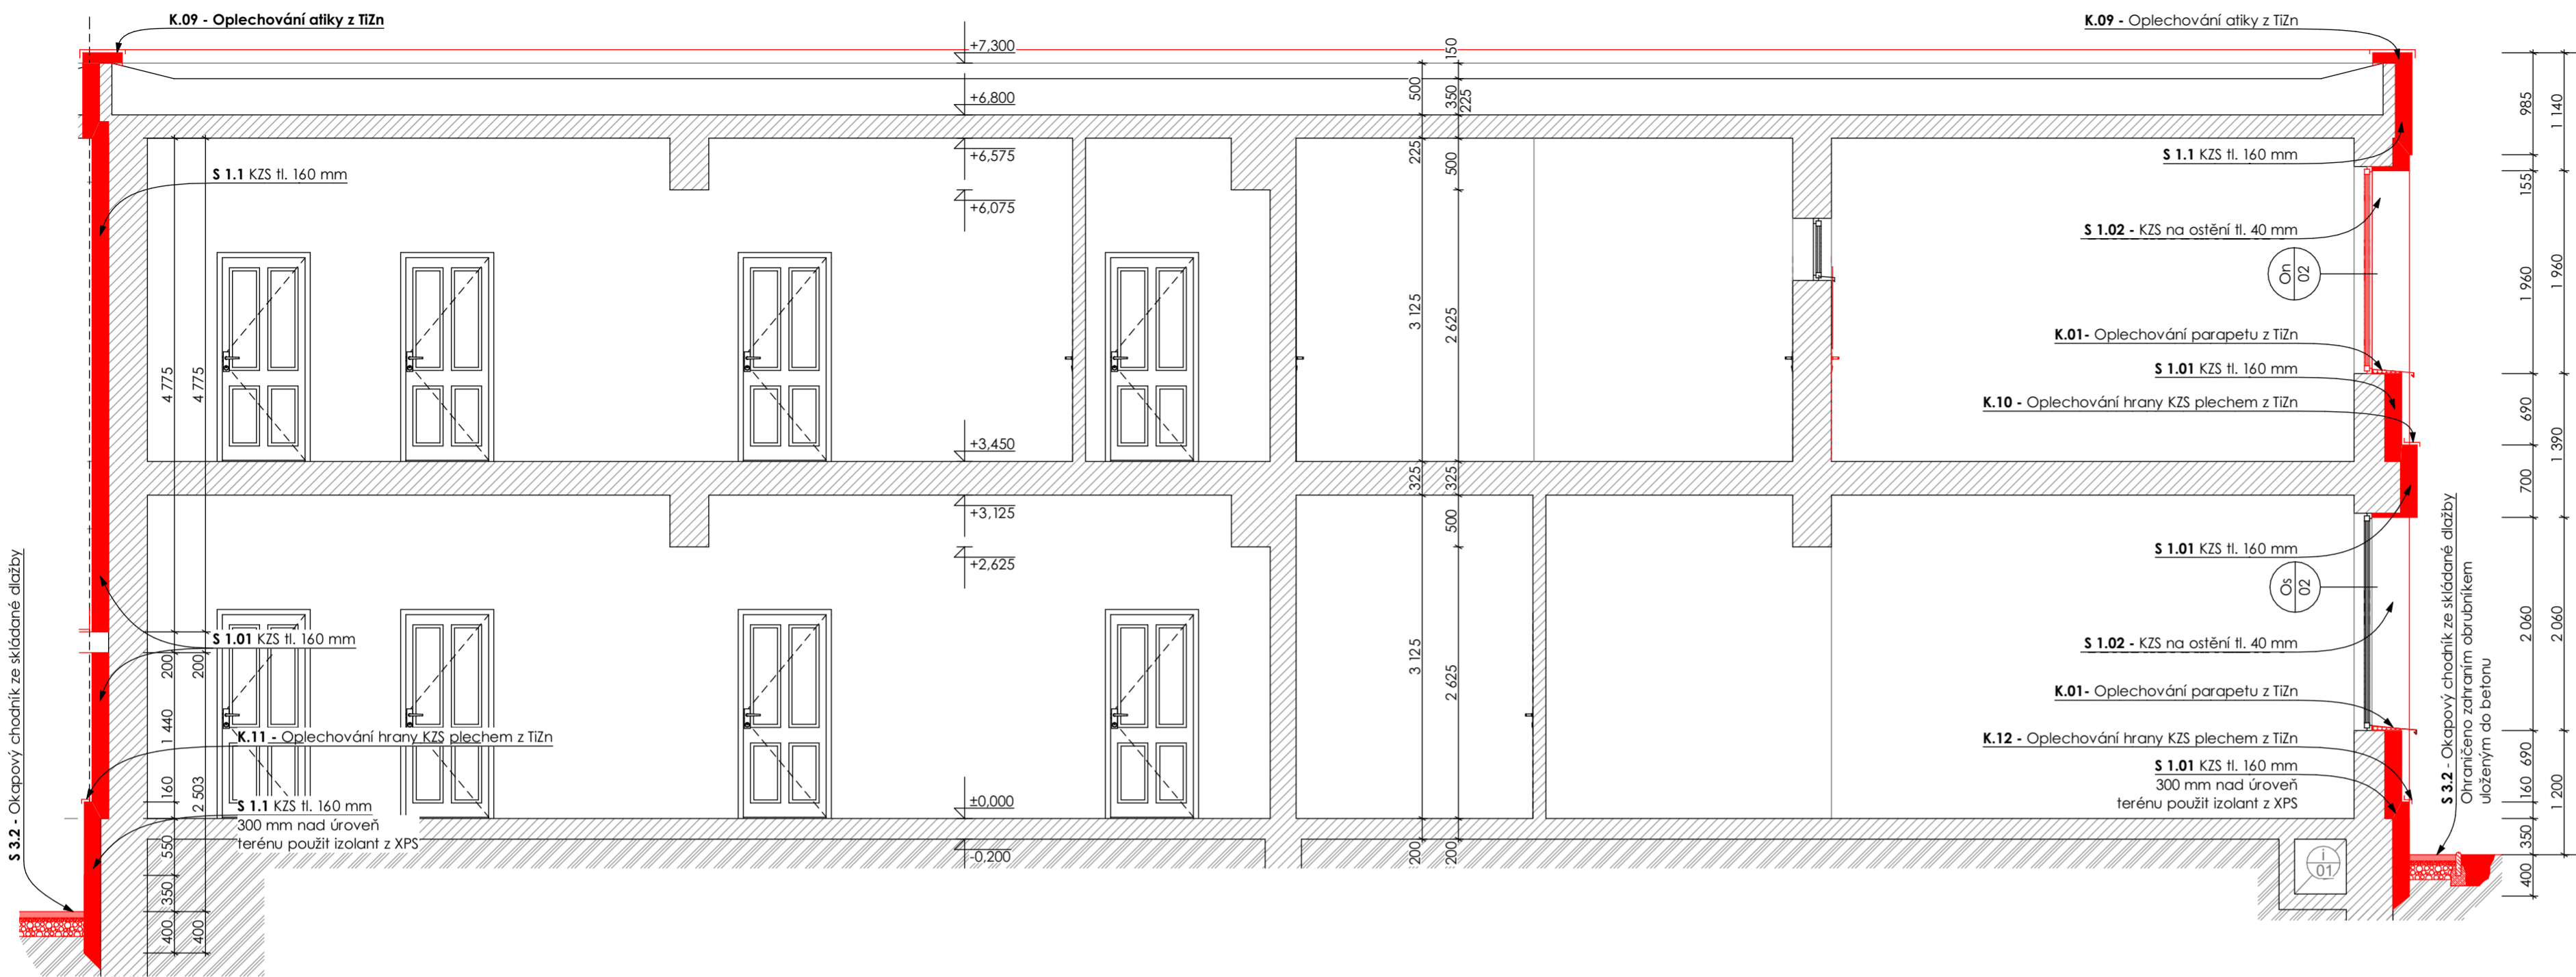 K.09 - Oplechování atiky z TiZn
K.09 - Oplechování atiky z TiZn
+7,300
+6,800
+6,575
+6,075
+3,450
+3,125
+2,625
±0,000
-0,200
S 1.1 KZS tl. 160 mm
4 775
4 775
S 1.01 KZS tl. 160 mm
200
200
1 440
160
2 503
550
350
400
400
K.11 - Oplechování hrany KZS plechem z TiZn
S 1.1 KZS tl. 160 mm
300 mm nad úroveň
terénu použit izolant z XPS
S 3.2 - Okapový chodník ze skládané dlažby
500
225
3 125
325
3 125
200
150
350
225
500
2 625
325
500
2 625
200
S 1.1 KZS tl. 160 mm
S 1.02 - KZS na ostění tl. 40 mm
On
02
K.01- Oplechování parapetu z TiZn
S 1.01 KZS tl. 160 mm
K.10 - Oplechování hrany KZS plechem z TiZn
S 1.01 KZS tl. 160 mm
Os
02
S 1.02 - KZS na ostění tl. 40 mm
K.01- Oplechování parapetu z TiZn
K.12 - Oplechování hrany KZS plechem z TiZn
S 1.01 KZS tl. 160 mm
300 mm nad úroveň
terénu použit izolant z XPS
i
01
S 3.2 - Okapový chodník ze skládané dlažby
Ohraničeno zahraním obrubníkem
uloženým do betonu
985
155
1 960
690
700
2 060
690
160
350
400
1 140
1 960
1 390
2 060
1 200